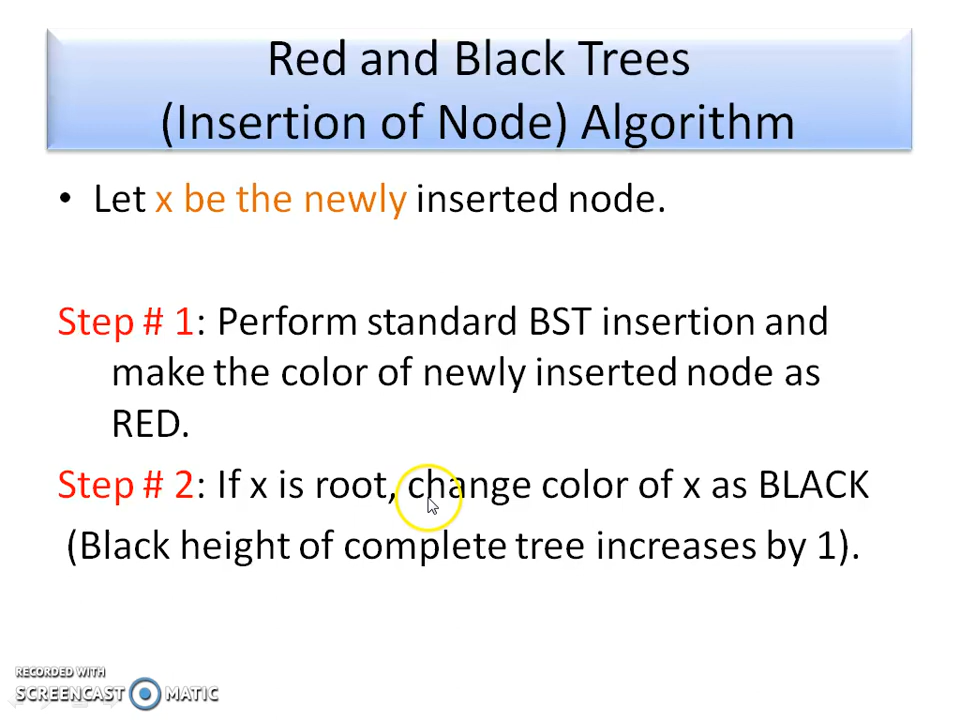 Red and Black Trees
(Insertion of Node) Algorithm
• Let x be the newly inserted node.
Step # 1: Perform standard BST insertion and
make the color of newly inserted node as
RED.
Step # 2: If x is root, change color of x as BLACK
(Black height of complete tree increases by 1).
RECORDED WITH
SCREENCAST MATIC